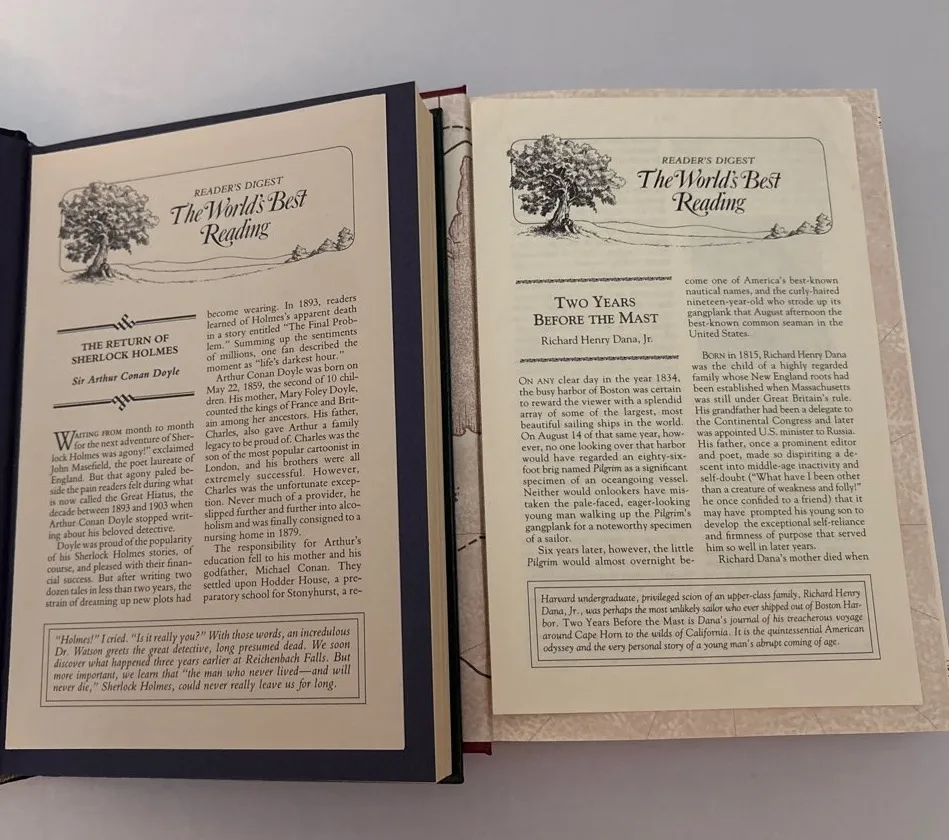 READER'S DIGEST
The World's Best
Reading
THE RETURN OF
SHERLOCK HOLMES
Sir Arthur Conan Doyle
WAITING FROM month to month
for the next adventure of Sher-
lock Holmes was agony!" exclaimed
John Masefield, the poet laureate of
England. But that agony paled be-
side the pain readers felt during what
is now called the Great Hiatus, the
decade between 1893 and 1903 when
Arthur Conan Doyle stopped writ-
ing about his beloved detective.
Doyle was proud of the popularity
of his Sherlock Holmes stories, of
course, and pleased with their finan-
cial success. But after writing two
dozen tales in less than two years, the
strain of dreaming up new plots had
become wearing. In 1893, readers
learned of Holmes's apparent death
in a story entitled "The Final Prob-
lem." Summing up the sentiments
of millions, one fan described the
moment as "life's darkest hour."
Arthur Conan Doyle was born on
May 22, 1859, the second of 10 chil-
dren. His mother, Mary Foley Doyle,
counted the kings of France and Brit-
ain among her ancestors. His father,
Charles, also gave Arthur a family
legacy to be proud of. Charles was the
son of the most popular cartoonist in
London, and his brothers were all
extremely successful. However,
Charles was the unfortunate excep-
tion. Never much of a provider, he
slipped further and further into alco-
holism and was finally consigned to a
nursing home in 1879.
The responsibility for Arthur's
education fell to his mother and his
godfather, Michael Conan. They
settled upon Hodder House, a pre-
paratory school for Stonyhurst, a re-
"Holmes!" I cried. "Is it really you?" With those words, an incredulous
Dr. Watson greets the great detective, long presumed dead. We soon
discover what happened three years earlier at Reichenbach Falls. But
more important, we learn that "the man who never lived—and will
never die," Sherlock Holmes, could never really leave us for long.
READER'S DIGEST
The World's Best
Reading
TWO YEARS
BEFORE THE MAST
Richard Henry Dana, Jr.
ON ANY clear day in the year 1834,
the busy harbor of Boston was certain
to reward the viewer with a splendid
array of some of the largest, most
beautiful sailing ships in the world.
On August 14 of that same year, how-
ever, no one looking over that harbor
would have regarded an eighty-six-
foot brig named Pilgrim as a significant
specimen of an oceangoing vessel.
Neither would onlookers have mis-
taken the pale-faced, eager-looking
young man walking up the Pilgrim's
gangplank for a noteworthy specimen
of a sailor.
Six years later, however, the little
Pilgrim would almost overnight be-
come one of America's best-known
nautical names, and the curly-haired
nineteen-year-old who strode up its
gangplank that August afternoon the
best-known common seaman in the
United States.
BORN in 1815, Richard Henry Dana
was the child of a highly regarded
family whose New England roots had
been established when Massachusetts
was still under Great Britain's rule.
His grandfather had been a delegate to
the Continental Congress and later
was appointed U.S. minister to Russia.
His father, once a prominent editor
and poet, made so dispiriting a de-
scent into middle-age inactivity and
self-doubt ("What have I been other
than a creature of weakness and folly!"
he once confided to a friend) that it
may have prompted his young son to
develop the exceptional self-reliance
and firmness of purpose that served
him so well in later years.
Richard Dana's mother died when
Harvard undergraduate, privileged scion of an upper-class family, Richard Henry
Dana, Jr., was perhaps the most unlikely sailor who ever shipped out of Boston Har-
bor. Two Years Before the Mast is Dana's journal of his treacherous voyage
around Cape Horn to the wilds of California. It is the quintessential American
odyssey and the very personal story of a young man's abrupt coming of age.